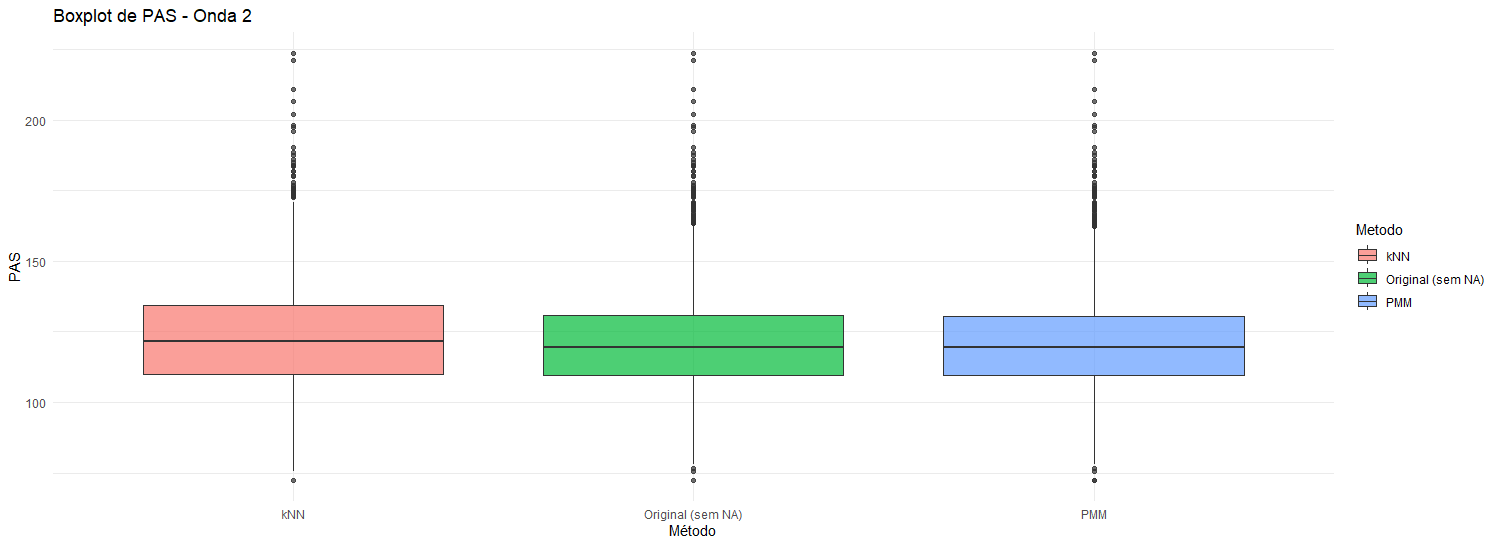 Boxplot de PAS - Onda 2
PAS
200
150
100
kNN
Original (sem NA)
PMM
Método
Metodo
kNN
Original (sem NA)
PMM